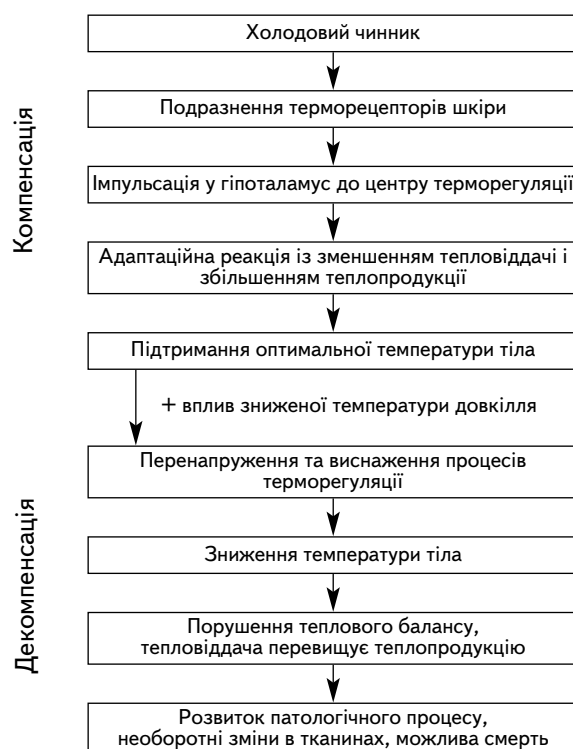 Компенсація
Холодовий чинник
Подразнення терморецепторів шкіри
Імпульсація у гіпоталамус до центру терморегуляції
Адаптаційна реакція із зменшенням тепловіддачі і
збільшенням теплопродукції
Підтримання оптимальної температури тіла
+ вплив зниженої температури довкілля
Декомпенсація
Перенапруження та виснаження процесів
терморегуляції
Зниження температури тіла
Порушення теплового балансу,
тепловіддача перевищує теплопродукцію
Розвиток патологічного процесу,
необоротні зміни в тканинах, можлива смерть